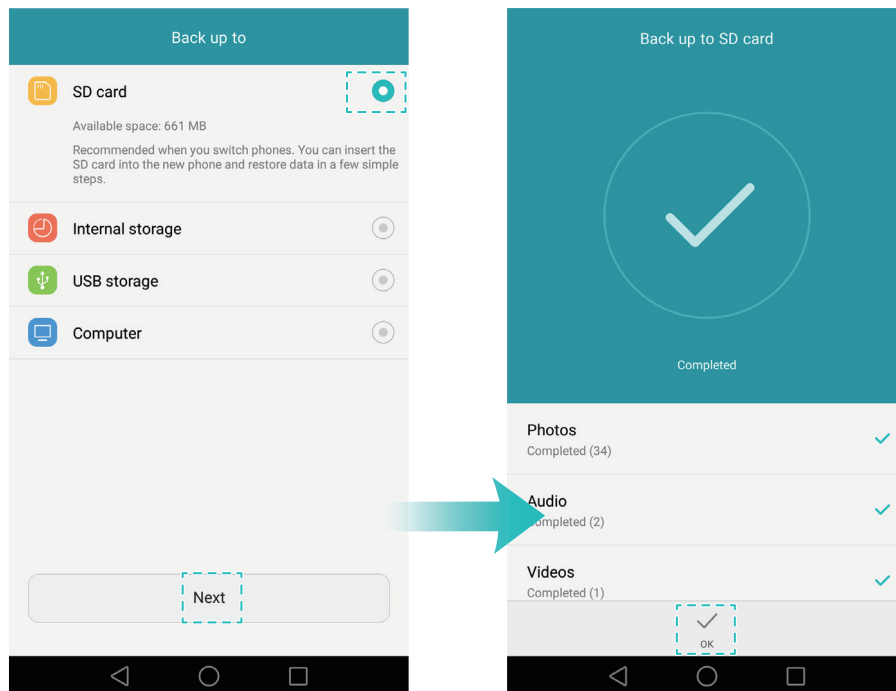 Back up to
SD card
Available space: 661 MB
Recommended when you switch phones. You can insert the
SD card into the new phone and restore data in a few simple
steps.
Internal storage
USB storage
Computer
Next
Back up to SD card
Completed
Photos
Completed (34)
Audio
Completed (2)
Videos
Completed (1)
OK